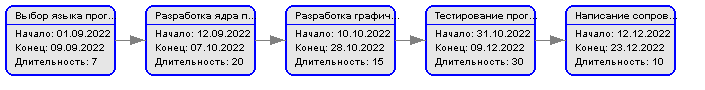 Выбор языка прог...
Начало: 01.09.2022
Конец: 09.09.2022
Длительность: 7
Разработка ядра п...
Начало: 12.09.2022
Конец: 07.10.2022
Длительность: 20
Разработка графич...
Начало: 10.10.2022
Конец: 28.10.2022
Длительность: 15
Тестирование прог...
Начало: 31.10.2022
Конец: 09.12.2022
Длительность: 30
Написание сопров...
Начало: 12.12.2022
Конец: 23.12.2022
Длительность: 10